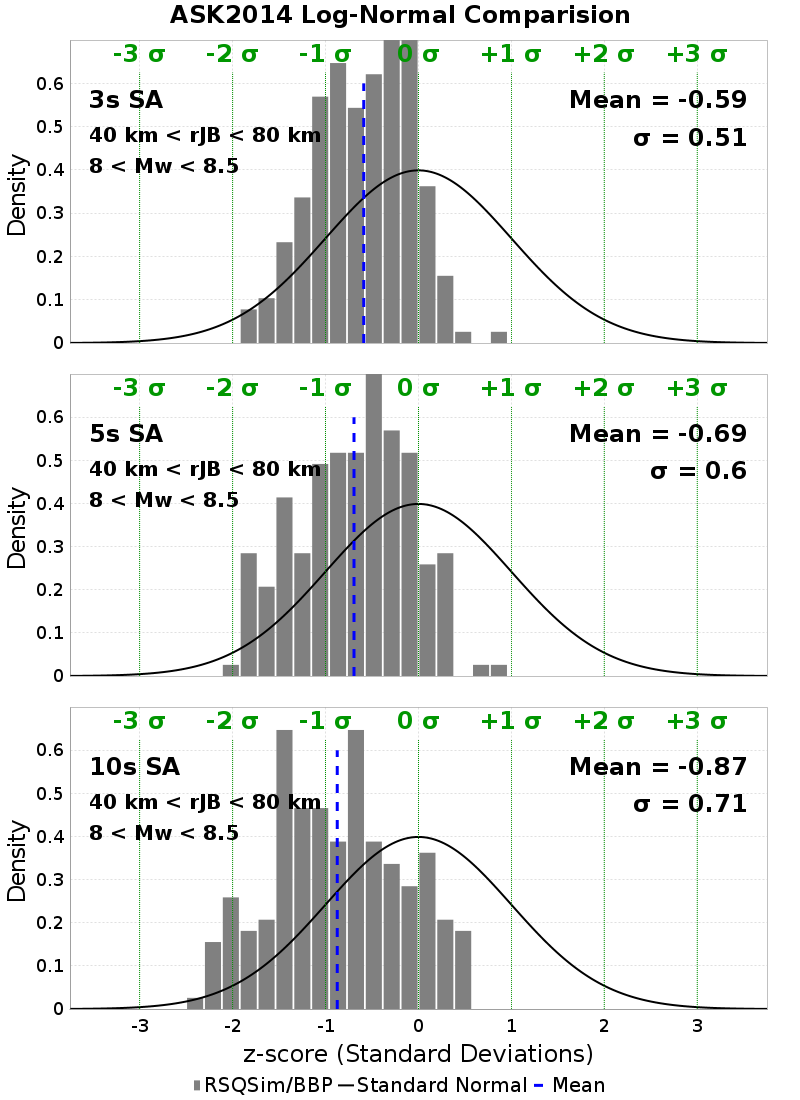 ASK2014 Log-Normal Comparision
-3 σ -2 σ -1 σ 0 σ +1 σ +2 σ +3 σ
0.6
3s SA Mean = -0.59
0.5
40 km < rJB < 80 km σ = 0.51
8 < Mw < 8.5
0.4
0.3
0.2
0.1
0
Density
-3 σ -2 σ -1 σ 0 σ +1 σ +2 σ +3 σ
0.6
5s SA Mean = -0.69
0.5
40 km < rJB < 80 km σ = 0.6
8 < Mw < 8.5
0.4
0.3
0.2
0.1
0
Density
-3 σ -2 σ -1 σ 0 σ +1 σ +2 σ +3 σ
0.6
10s SA Mean = -0.87
0.5
40 km < rJB < 80 km σ = 0.71
8 < Mw < 8.5
0.4
0.3
0.2
0.1
0
Density
-3 -2 -1 0 1 2 3
z-score (Standard Deviations)
RSQSim/BBP Standard Normal Mean